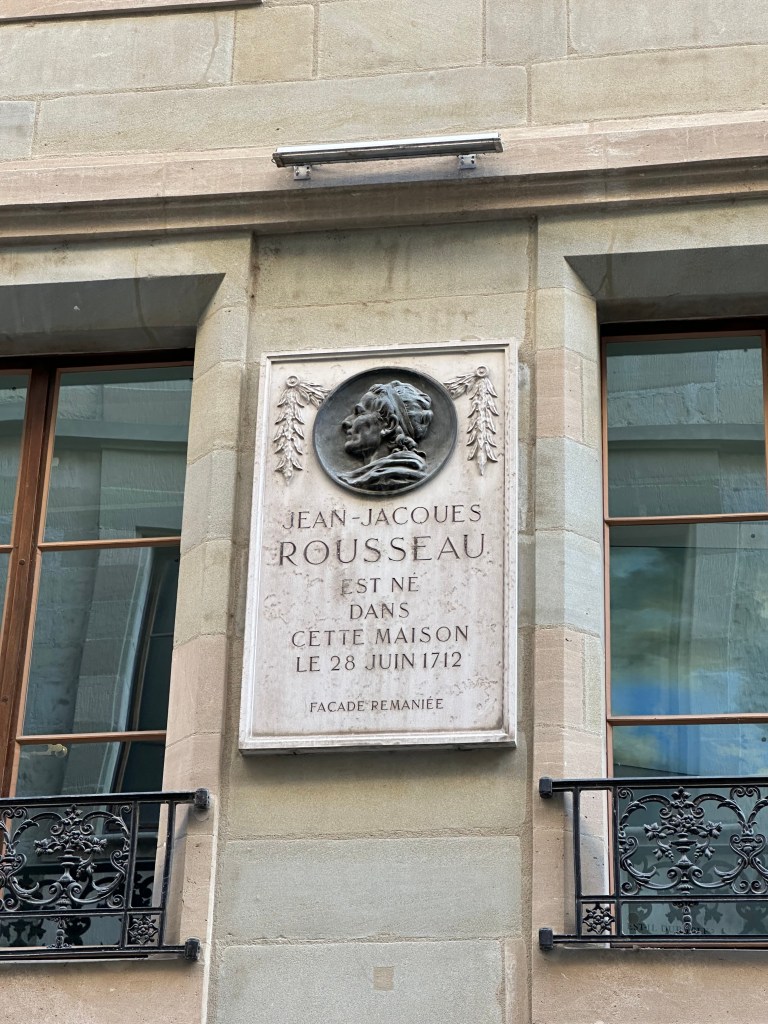 JEAN-JACQUES
ROUSSEAU
EST NÉ
DANS
CETTE MAISON
LE 28 JUIN 1712
FACADE REMANIÉE